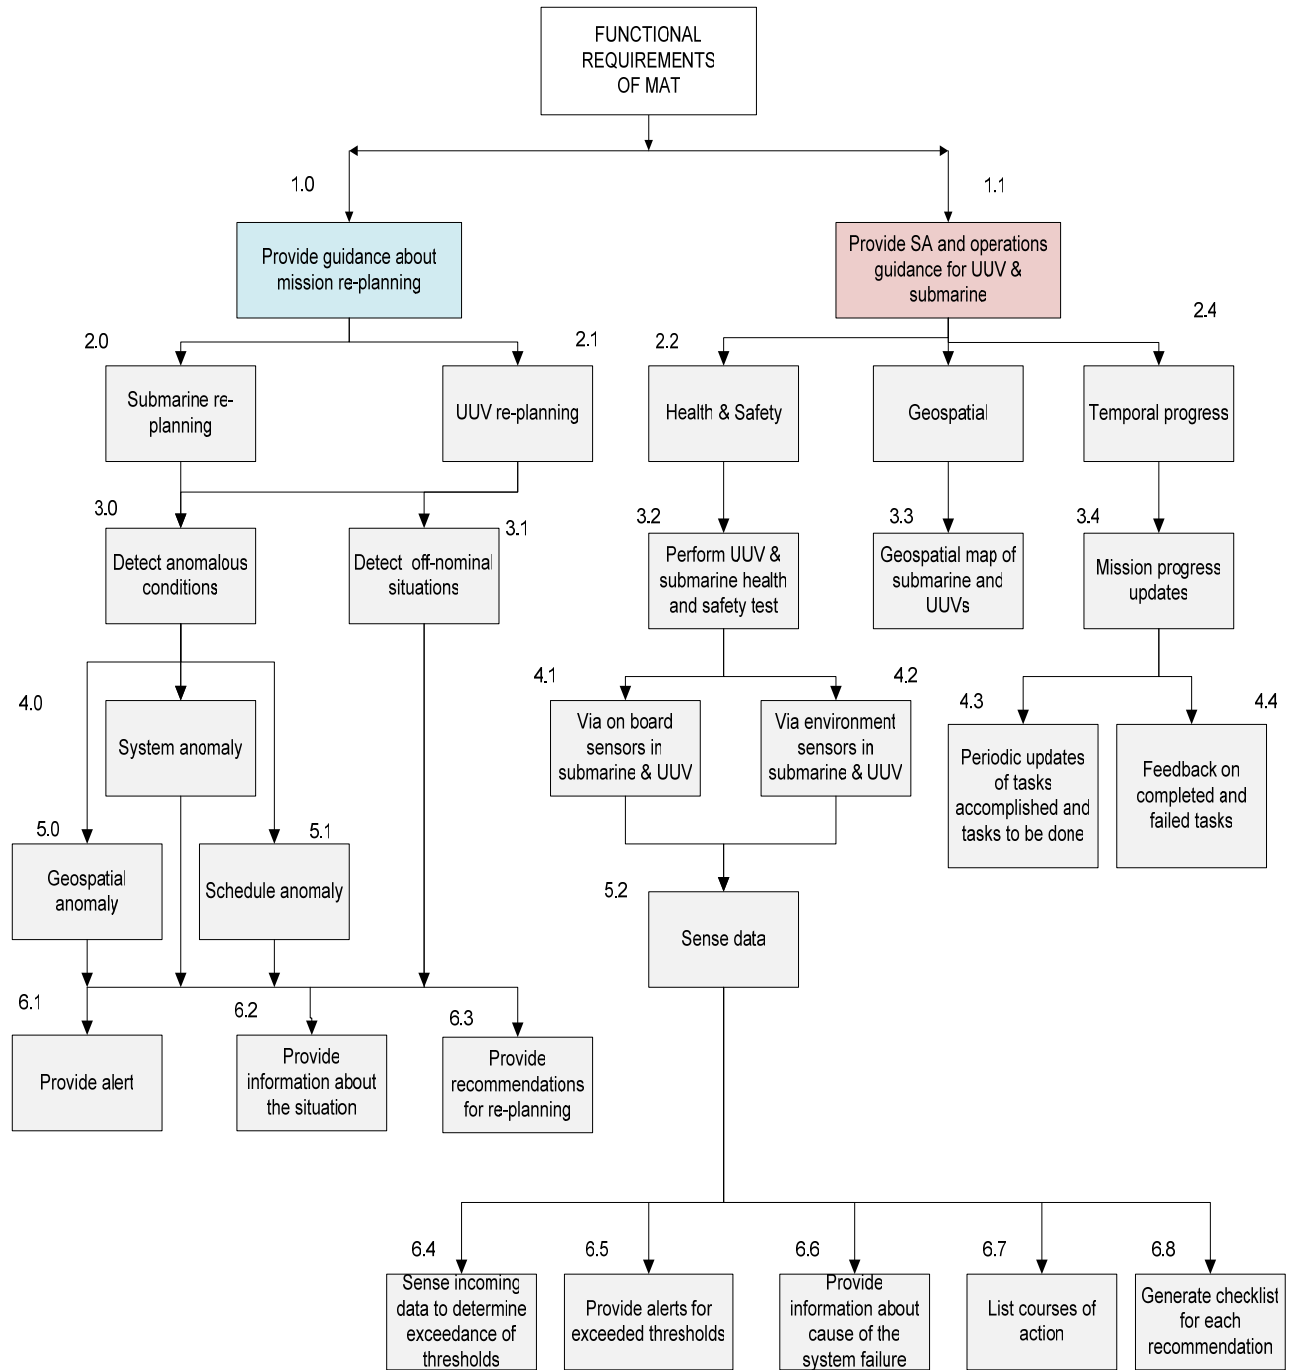 FUNCTIONAL
REQUIREMENTS
OF MAT
1.0
1.1
Provide guidance about
mission re-planning
Provide SA and operations
guidance for UUV &
submarine
2.0
2.1
2.2
2.4
Submarine re-
planning
UUV re-planning
Health & Safety
Geospatial
Temporal progress
3.0
3.1
3.2
3.3
3.4
Detect anomalous
conditions
Detect off-nominal
situations
Perform UUV &
submarine health
and safety test
Geospatial map of
submarine and
UUVs
Mission progress
updates
4.0
4.1
4.2
4.3
4.4
System anomaly
Via on board
sensors in
submarine & UUV
Via environment
sensors in
submarine & UUV
Periodic updates
of tasks
accomplished and
tasks to be done
Feedback on
completed and
failed tasks
5.0
5.1
5.2
Geospatial
anomaly
Schedule anomaly
Sense data
6.1
6.2
6.3
Provide alert
Provide
information about
the situation
Provide
recommendations
for re-planning
6.4
6.5
6.6
6.7
6.8
Sense incoming
data to determine
exceedance of
thresholds
Provide alerts for
exceeded thresholds
Provide
information about
cause of the
system failure
List courses of
action
Generate checklist
for each
recommendation